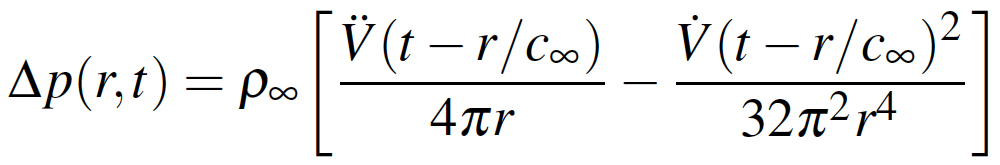 Δp(r,t) = ρ∞ [ V̈(t − r/c∞) / 4πr − V̇(t − r/c∞)² / 32π²r⁴ ]